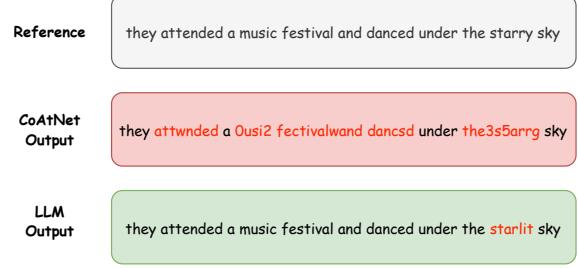 Reference
they attended a music festival and danced under the starry sky
CoAtNet
Output
they attwnded a 0usi2 fectivalwand dancsd under the3s5arrg sky
LLM
Output
they attended a music festival and danced under the starlit sky